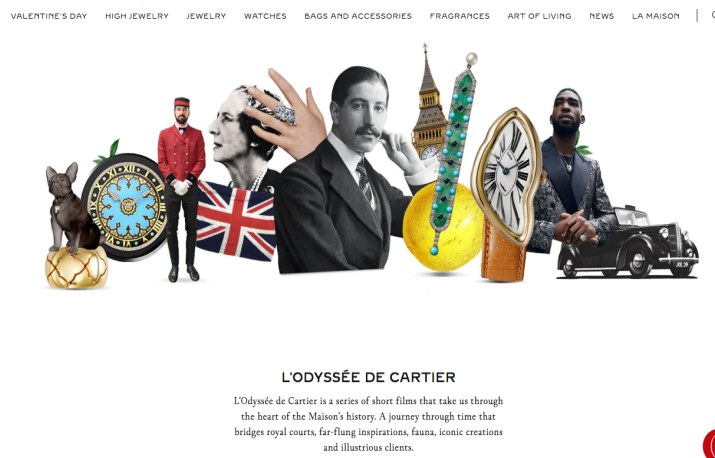 VALENTINE'S DAY HIGH JEWELRY JEWELRY WATCHES BAGS AND ACCESSORIES FRAGRANCES ART OF LIVING NEWS LA MAISON
JOL 29
L'ODYSSÉE DE CARTIER
L'Odyssée de Cartier is a series of short films that take us through
the heart of the Maison's history. A journey through time that
bridges royal courts, far-flung inspirations, fauna, iconic creations
and illustrious clients.